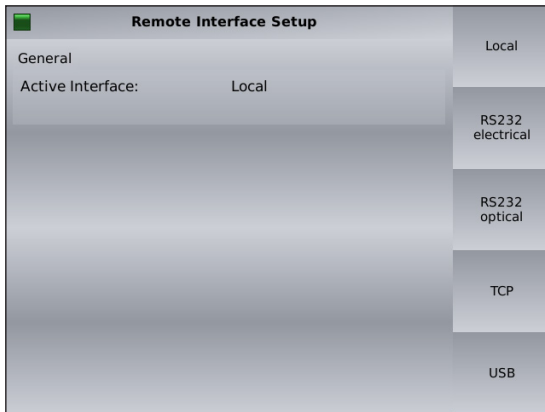 Remote Interface Setup
General
Active Interface: Local
Local
RS232
electrical
RS232
optical
TCP
USB